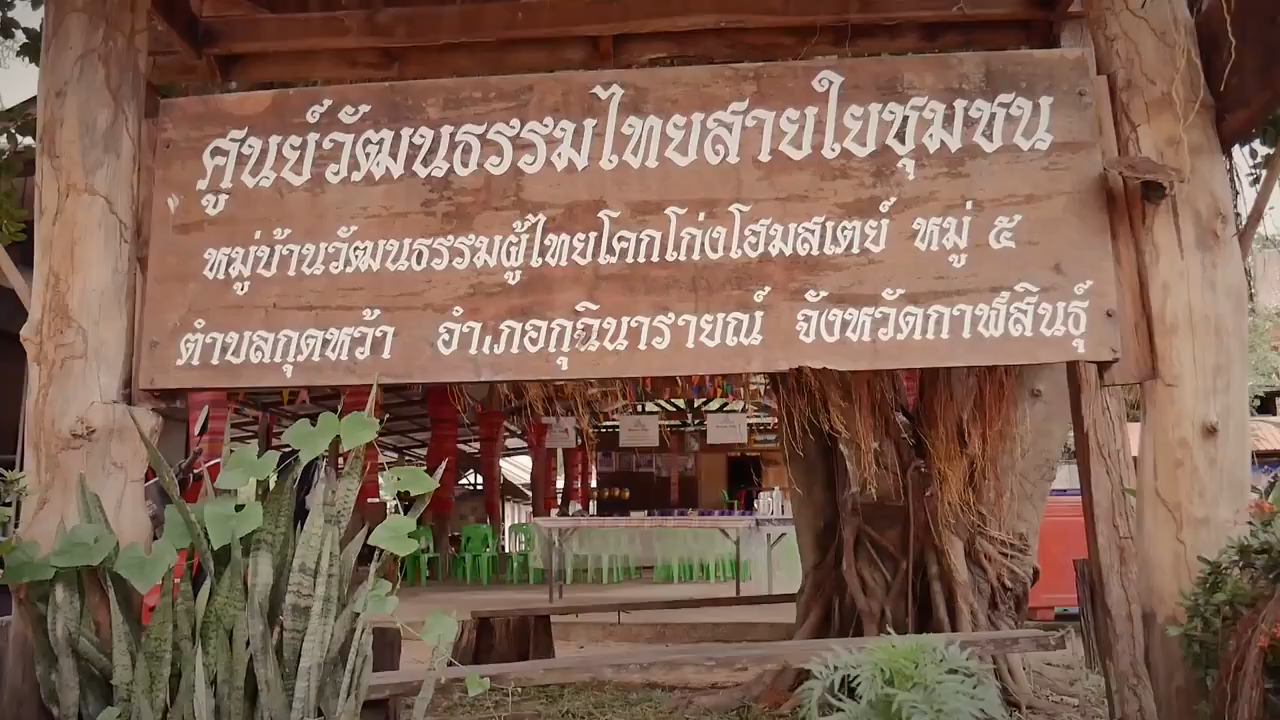 ศูนย์วัฒนธรรมไทยสายใยชุมชน
หมู่บ้านวัฒนธรรมผู้ไทยโคกโก่งโฮมสเตย์ หมู่ ๕
ตำบลกุดหว้า อำเภอกุฉินารายณ์ จังหวัดกาฬสินธุ์